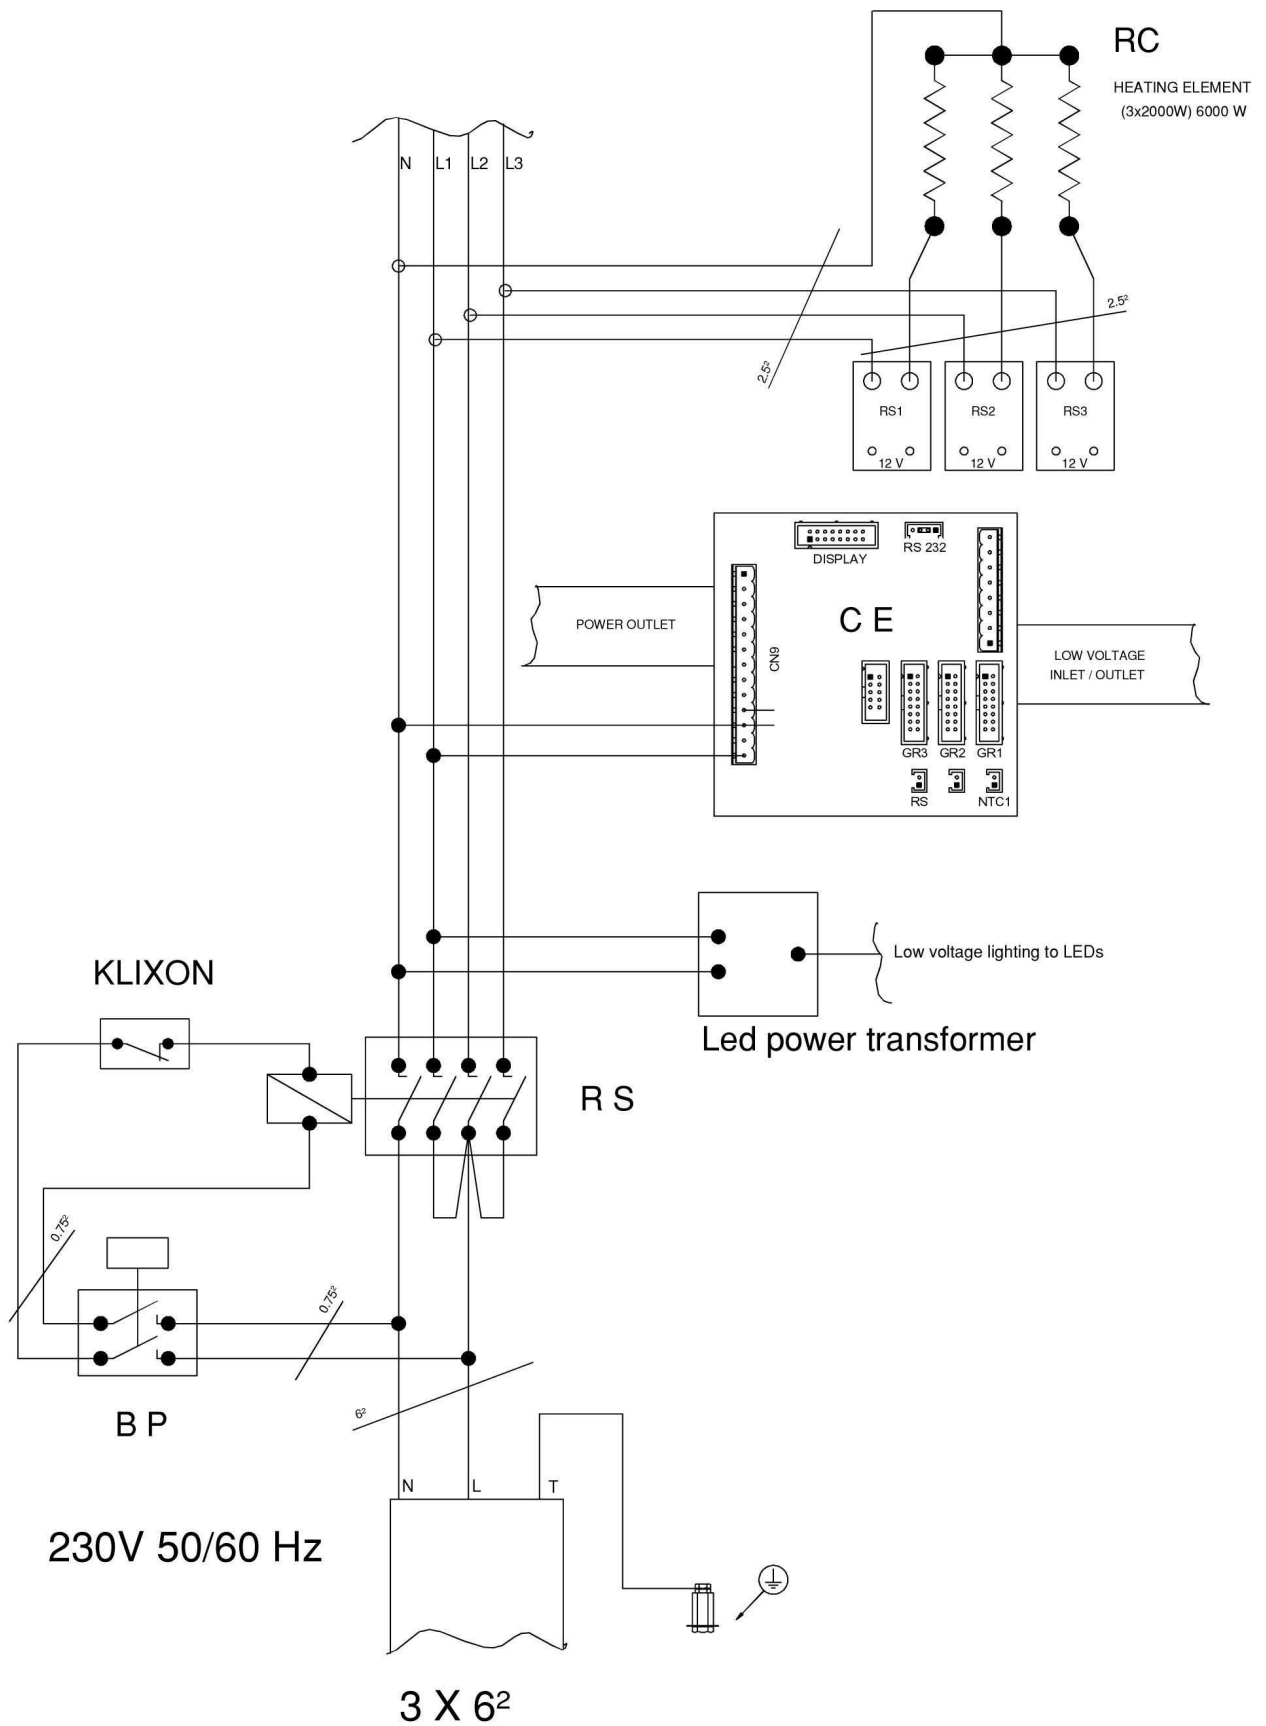 RC
HEATING ELEMENT
(3x2000W) 6000 W
N
L1
L2
L3
2.5²
2.5²
RS1
RS2
RS3
12 V
12 V
12 V
DISPLAY
RS 232
C E
POWER OUTLET
CN9
LOW VOLTAGE
INLET / OUTLET
GR3
GR2
GR1
RS
NTC1
Low voltage lighting to LEDs
Led power transformer
KLIXON
R S
0.75²
0.75²
B P
6²
N
L
T
230V 50/60 Hz
3 X 6²